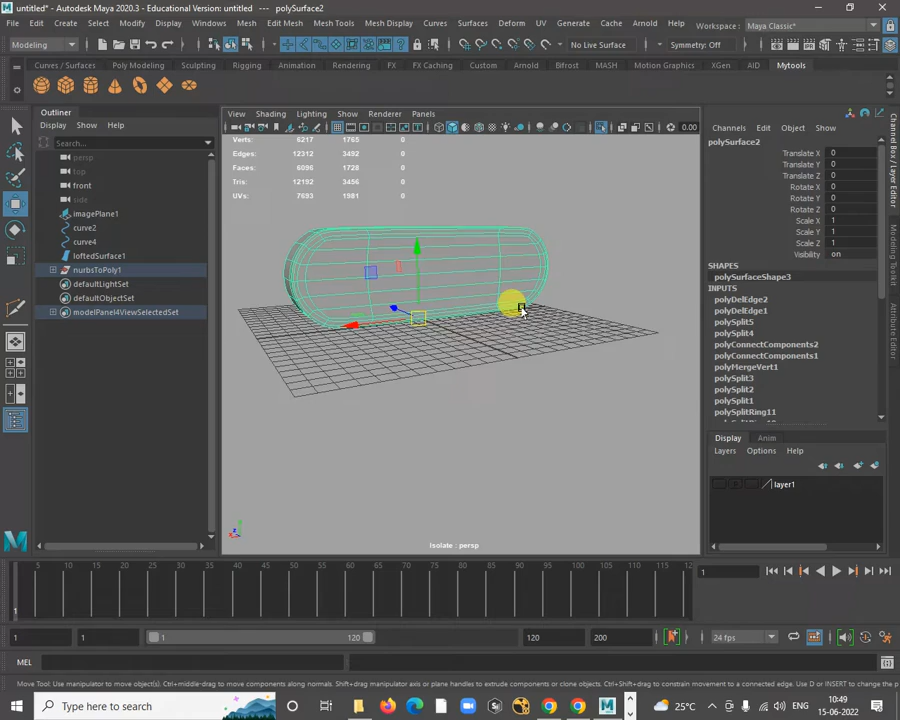 untitled* - Autodesk Maya 2020.3 - Educational Version: untitled --- polySurface2
File Edit Create Select Modify Display Windows Mesh Edit Mesh Mesh Tools Mesh Display Curves Surfaces Deform UV Generate Cache Arnold Help Workspace : Maya Classic*
Modeling No Live Surface Symmetry: Off
Curves / Surfaces Poly Modeling Sculpting Rigging Animation Rendering FX FX Caching Custom Arnold Bifrost MASH Motion Graphics XGen AID Mytools
Outliner
Display Show Help
Search...
persp
top
front
side
imagePlane1
curve2
curve4
loftedSurface1
nurbsToPoly1
defaultLightSet
defaultObjectSet
modelPanel4ViewSelectedSet
View Shading Lighting Show Renderer Panels
0.00
Verts: 6217 1765 0
Edges: 12312 3492 0
Faces: 6096 1728 0
Tris: 12192 3456 0
UVs: 7693 1981 0
Isolate : persp
Channels Edit Object Show
polySurface2
Translate X 0
Translate Y 0
Translate Z 0
Rotate X 0
Rotate Y 0
Rotate Z 0
Scale X 1
Scale Y 1
Scale Z 1
Visibility on
SHAPES
polySurfaceShape3
INPUTS
polyDelEdge2
polyDelEdge1
polySplit5
polySplit4
polyConnectComponents2
polyConnectComponents1
polyMergeVert1
polySplit3
polySplit2
polySplit1
polySplitRing11
Display Anim
Layers Options Help
layer1
Channel Box / Layer Editor
Modeling Toolkit
Attribute Editor
5 10 15 20 25 30 35 40 45 50 55 60 65 70 75 80 85 90 95 100 105 110 115 12
1
1
1 1 1 120 120 200 24 fps
MEL
Move Tool: Use manipulator to move object(s). Ctrl+middle-drag to move components along normals. Shift+drag manipulator axis or plane handles to extrude components or clone objects. Ctrl+Shift+drag to constrain movement to a connected edge. Use D or INSERT to change the
Type here to search
25°C
10:49
15-06-2022